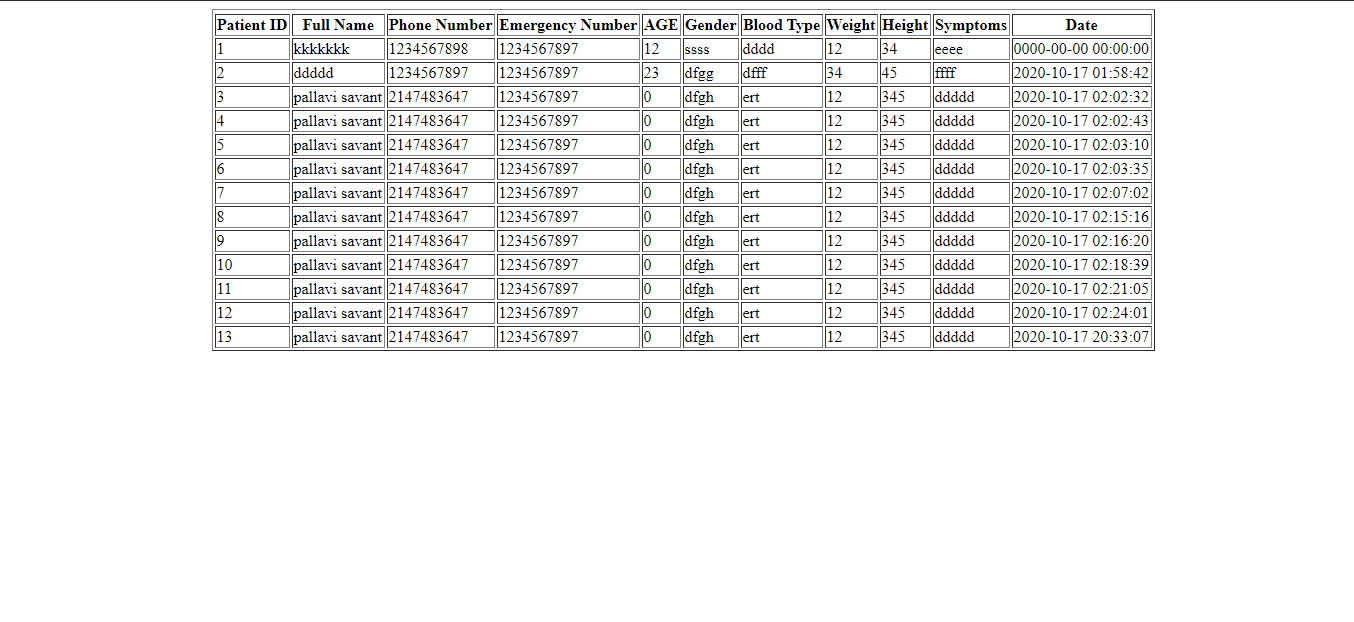 Patient ID Full Name Phone Number Emergency Number AGE Gender Blood Type Weight Height Symptoms Date
1 kkkkkkk 1234567898 1234567897 12 ssss dddd 12 34 eeee 0000-00-00 00:00:00
2 ddddd 1234567897 1234567897 23 dfgg dfff 34 45 ffff 2020-10-17 01:58:42
3 pallavi savant 2147483647 1234567897 0 dfgh ert 12 345 ddddd 2020-10-17 02:02:32
4 pallavi savant 2147483647 1234567897 0 dfgh ert 12 345 ddddd 2020-10-17 02:02:43
5 pallavi savant 2147483647 1234567897 0 dfgh ert 12 345 ddddd 2020-10-17 02:03:10
6 pallavi savant 2147483647 1234567897 0 dfgh ert 12 345 ddddd 2020-10-17 02:03:35
7 pallavi savant 2147483647 1234567897 0 dfgh ert 12 345 ddddd 2020-10-17 02:07:02
8 pallavi savant 2147483647 1234567897 0 dfgh ert 12 345 ddddd 2020-10-17 02:15:16
9 pallavi savant 2147483647 1234567897 0 dfgh ert 12 345 ddddd 2020-10-17 02:16:20
10 pallavi savant 2147483647 1234567897 0 dfgh ert 12 345 ddddd 2020-10-17 02:18:39
11 pallavi savant 2147483647 1234567897 0 dfgh ert 12 345 ddddd 2020-10-17 02:21:05
12 pallavi savant 2147483647 1234567897 0 dfgh ert 12 345 ddddd 2020-10-17 02:24:01
13 pallavi savant 2147483647 1234567897 0 dfgh ert 12 345 ddddd 2020-10-17 20:33:07